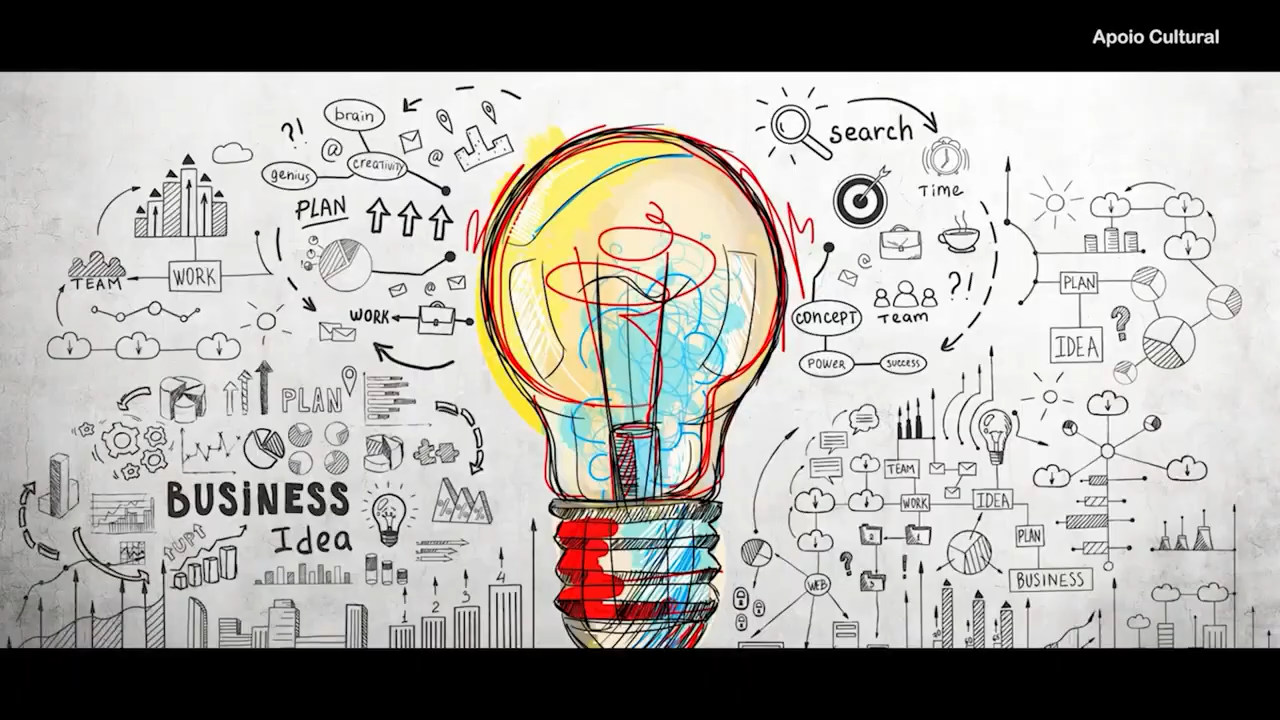 Apoio Cultural
brain
?!
@
@
creativity
genius
PLAN
TEAM
WORK
@
WORK
PLAN
BUSINESS
Idea
UP!
1
2
3
4
search
Time
@
?!
Team
concept
POWER
success
PLAN
?
IDEA
TEAM
WORK
IDEA
PLAN
?
!
BUSINESS
WEB